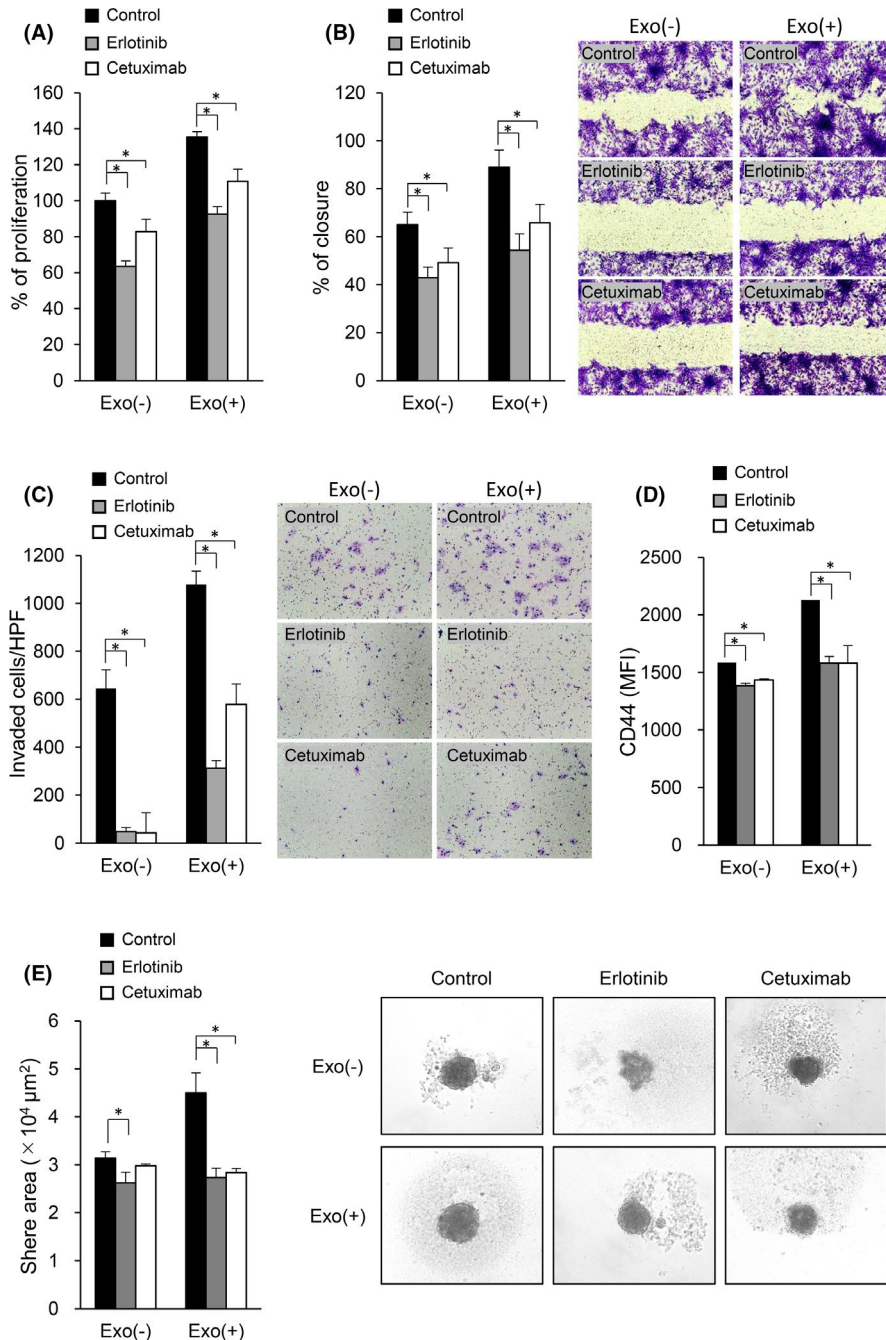 (A)
Control
Erlotinib
Cetuximab
% of proliferation
160
140
120
100
80
60
40
20
0
* *
* *
Exo(-) Exo(+)
(B)
Control
Erlotinib
Cetuximab
% of closure
120
100
80
60
40
20
0
* *
* *
Exo(-) Exo(+)
Exo(-) Exo(+)
Control Control
Erlotinib Erlotinib
Cetuximab Cetuximab
(C)
Control
Erlotinib
Cetuximab
Invaded cells/HPF
1200
1000
800
600
400
200
0
* *
* *
Exo(-) Exo(+)
Exo(-) Exo(+)
Control Control
Erlotinib Erlotinib
Cetuximab Cetuximab
(D)
Control
Erlotinib
Cetuximab
CD44 (MFI)
2500
2000
1500
1000
500
0
* *
* *
Exo(-) Exo(+)
(E)
Control
Erlotinib
Cetuximab
Shere area (×10⁴ μm²)
6
5
4
3
2
1
0
*
* *
Exo(-) Exo(+)
Control Erlotinib Cetuximab
Exo(-)
Exo(+)